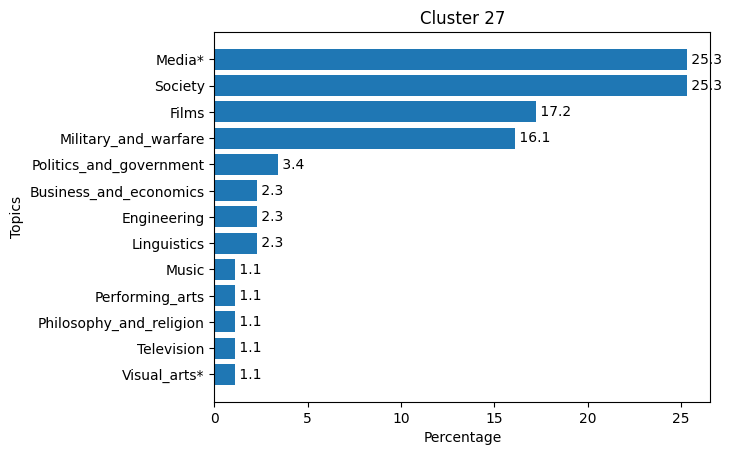 Cluster 27
Media* 25.3
Society 25.3
Films 17.2
Military_and_warfare 16.1
Politics_and_government 3.4
Business_and_economics 2.3
Engineering 2.3
Linguistics 2.3
Music 1.1
Performing_arts 1.1
Philosophy_and_religion 1.1
Television 1.1
Visual_arts* 1.1
Topics
0 5 10 15 20 25
Percentage